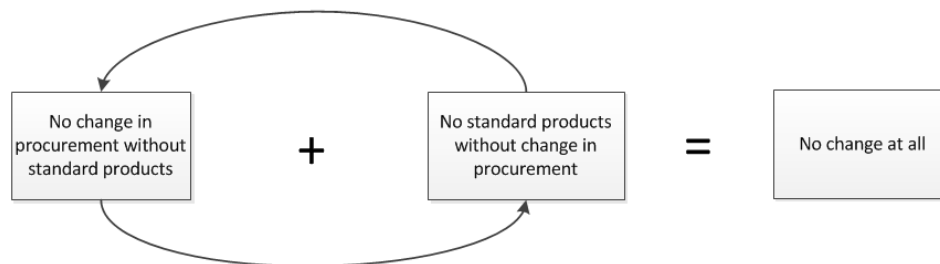 No change in
procurement without
standard products
+
No standard products
without change in
procurement
=
No change at all